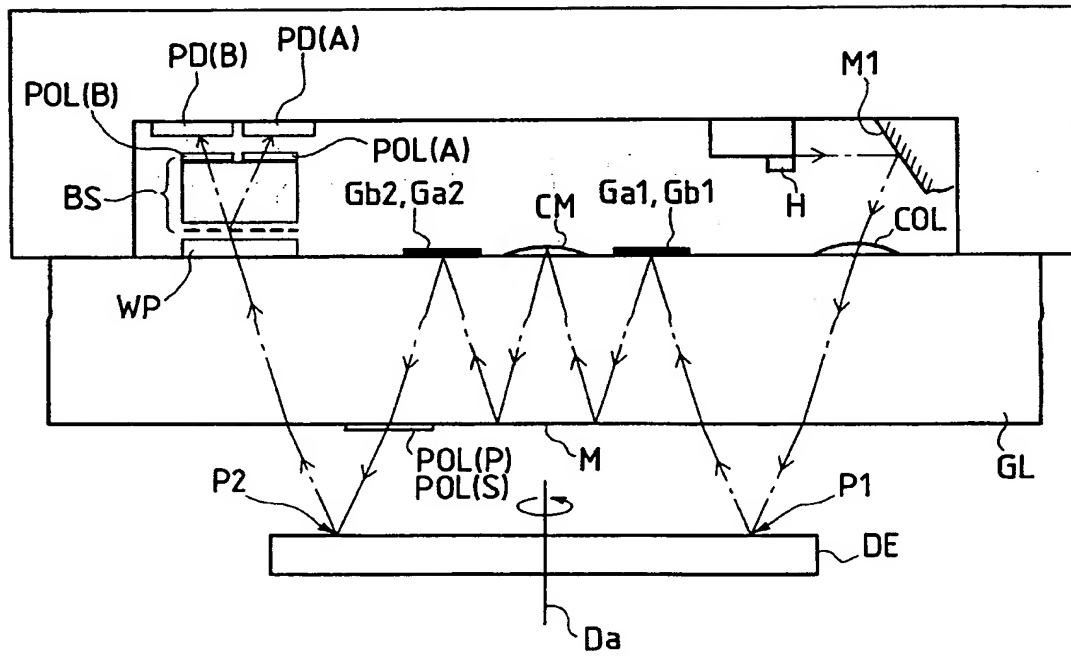 PD(B)
PD(A)
M1
POL(B)
POL(A)
BS
Gb2,Ga2
CM
Ga1,Gb1
H
COL
WP
POL(P)
POL(S)
M
GL
P2
P1
DE
Da